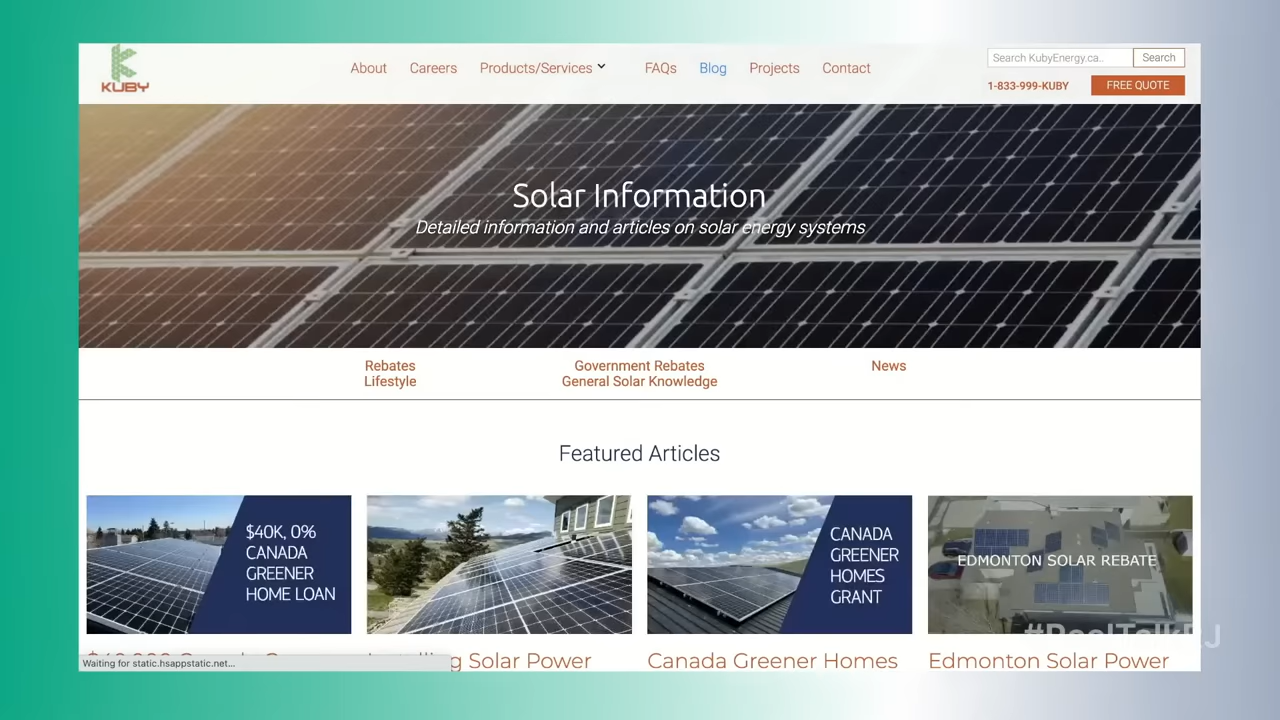 KUBY
About Careers Products/Services FAQs Blog Projects Contact
Search KubyEnergy.ca.. Search
1-833-999-KUBY FREE QUOTE
Solar Information
Detailed information and articles on solar energy systems
Rebates Government Rebates News
Lifestyle General Solar Knowledge
Featured Articles
$40K, 0%
CANADA
GREENER
HOME LOAN
CANADA
GREENER
HOMES
GRANT
EDMONTON SOLAR REBATE
#RealTalkRJ
Solar Power
Canada Greener Homes
Edmonton Solar Power
Waiting for static.hsappstatic.net...